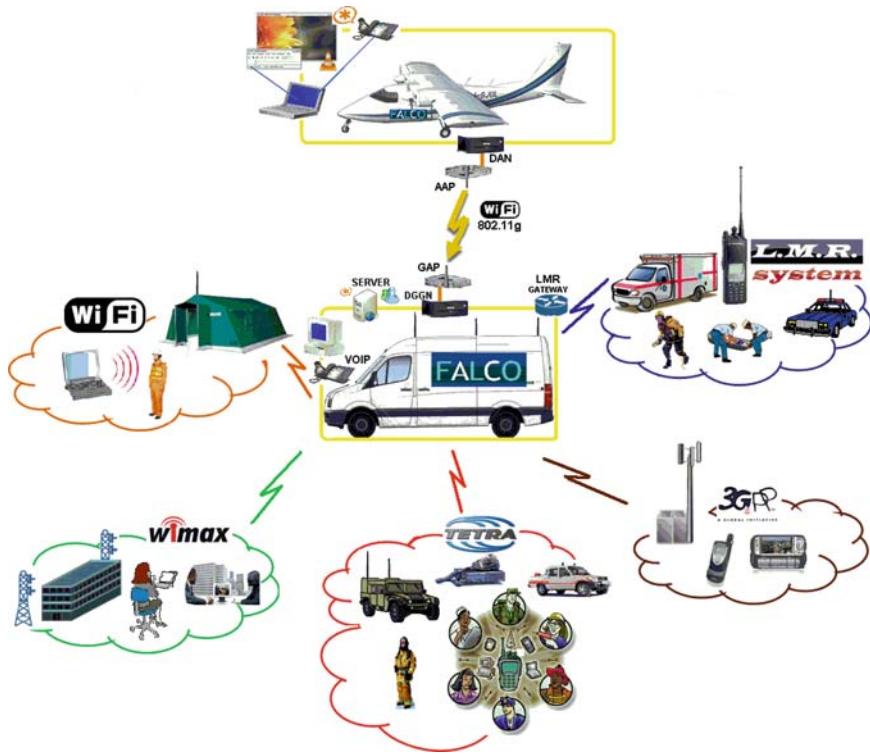 FALCO
DAN
AAP
WiFi
802.11g
GAP
SERVER
DGGN
LMR
GATEWAY
L.M.R.
system
WiFi
VOIP
FALCO
wimax
TETRA
3GPP
A GLOBAL INITIATIVE